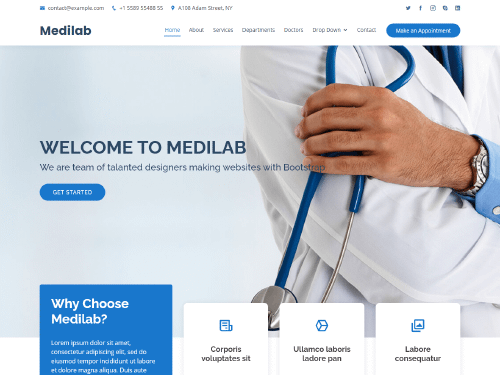 contact@example.com +1 5589 55488 55 A108 Adam Street, NY
Medilab Home About Services Departments Doctors Drop Down Contact Make an Appointment
WELCOME TO MEDILAB
We are team of talanted designers making websites with Bootstrap
GET STARTED
Why Choose
Medilab?
Lorem ipsum dolor sit amet,
consectetur adipiscing elit, sed do
eiusmod tempor incididunt ut labore
et dolore magna aliqua. Duis aute
Corporis
voluptates sit
Ullamco laboris
ladore pan
Labore
consequatur